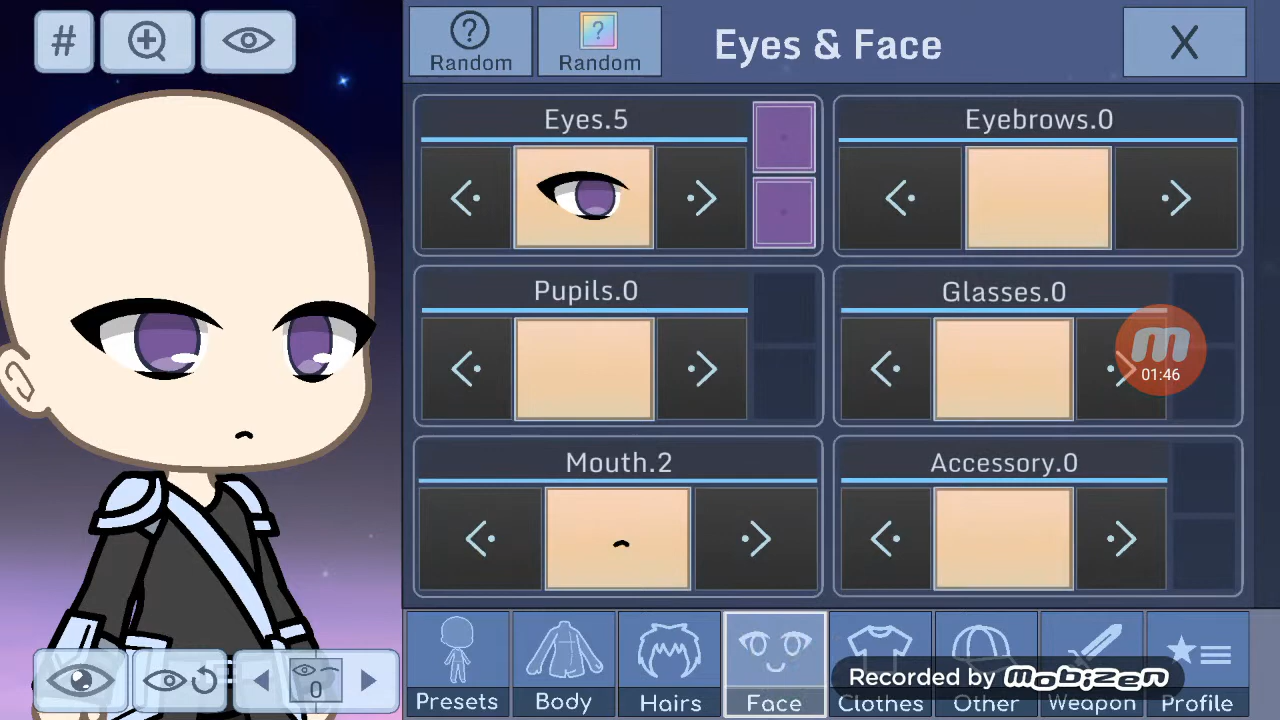 #
? Random
? Random
Eyes & Face
X
Eyes.5
Eyebrows.0
Pupils.0
Glasses.0
01:46
Mouth.2
Accessory.0
0
Presets
Body
Hairs
Face
Clothes
Other
Weapon
Profile
Recorded by mobizen